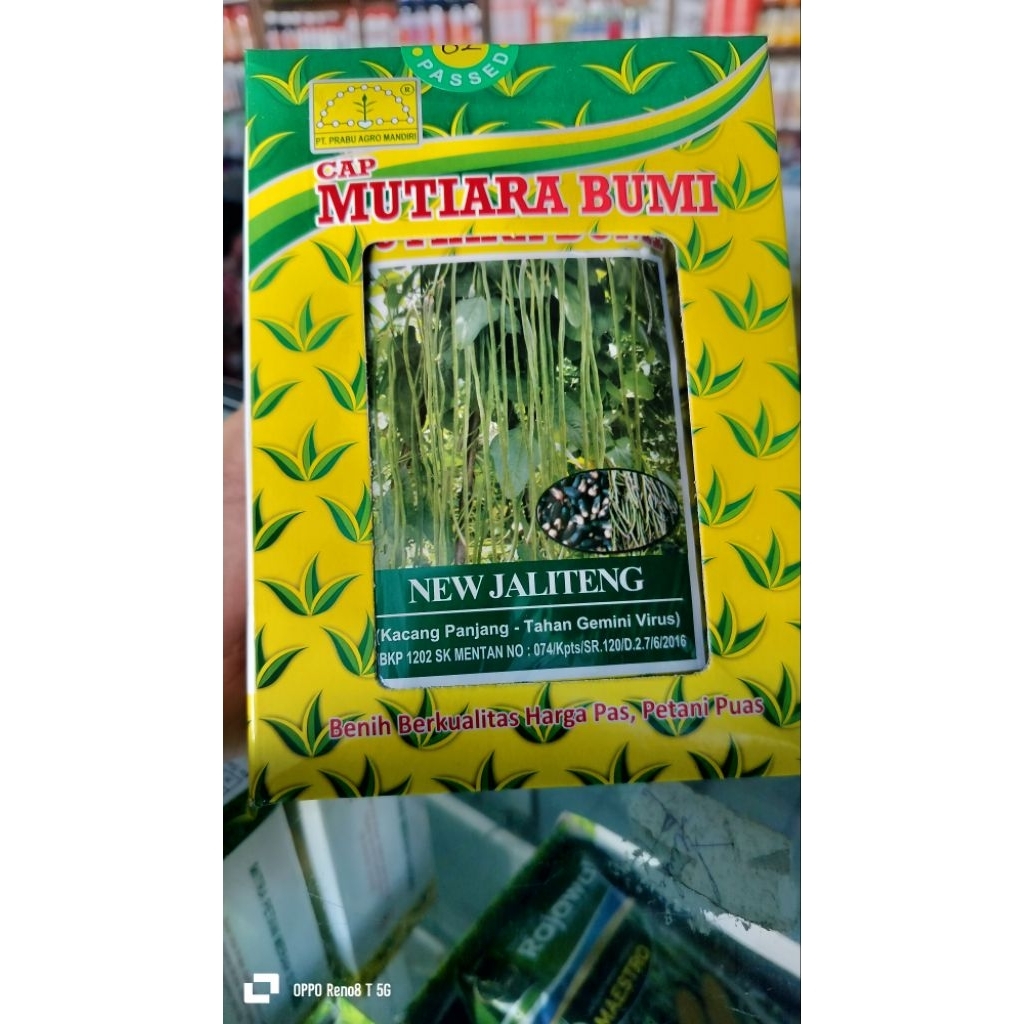 PASSED
®
PT. PRABU AGRO MANDIRI
CAP
MUTIARA BUMI
NEW JALITENG
(Kacang Panjang - Tahan Gemini Virus)
BKP 1202 SK MENTAN NO : 074/Kpts/SR.120/D.2.7/6/2016
Benih Berkualitas Harga Pas, Petani Puas
MAESTRO
OPPO Reno8 T 5G